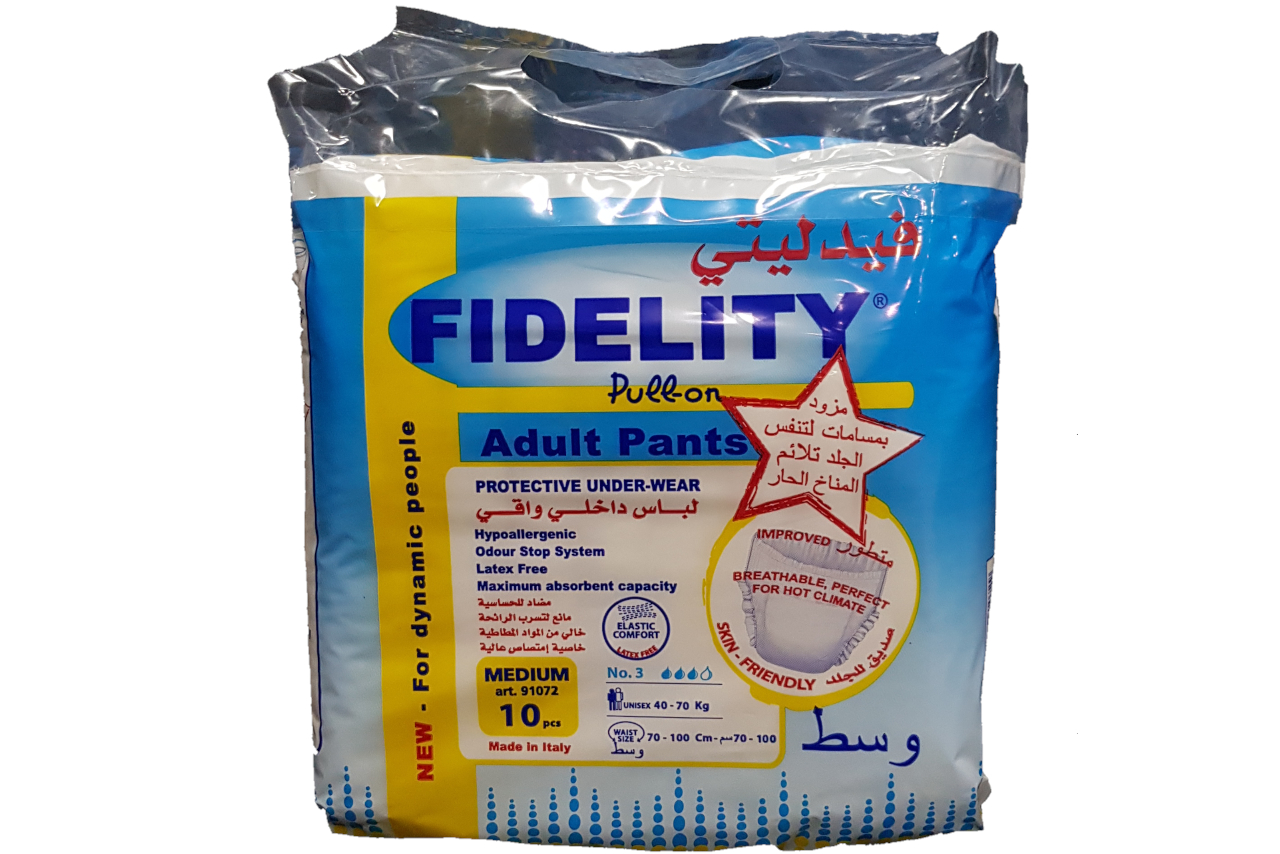 فيدليتي
FIDELITY®
Pull-on
Adult Pants
NEW - For dynamic people
مزود
بمسامات لتنفس
الجلد تلائم
المناخ الحار
PROTECTIVE UNDER-WEAR
لباس داخلي واقي
Hypoallergenic
Odour Stop System
Latex Free
Maximum absorbent capacity
مضاد للحساسية
مانع لتسرب الرائحة
خالي من المواد المطاطية
خاصية إمتصاص عالية
ELASTIC
COMFORT
LATEX FREE
IMPROVED متطور
BREATHABLE, PERFECT
FOR HOT CLIMATE
SKIN - FRIENDLY صديق للجلد
MEDIUM
art. 91072
10 pcs
Made in Italy
No. 3
UNISEX 40 - 70 Kg
WAIST
SIZE
وسط
70 - 100 Cm - سم 70 - 100
وسط